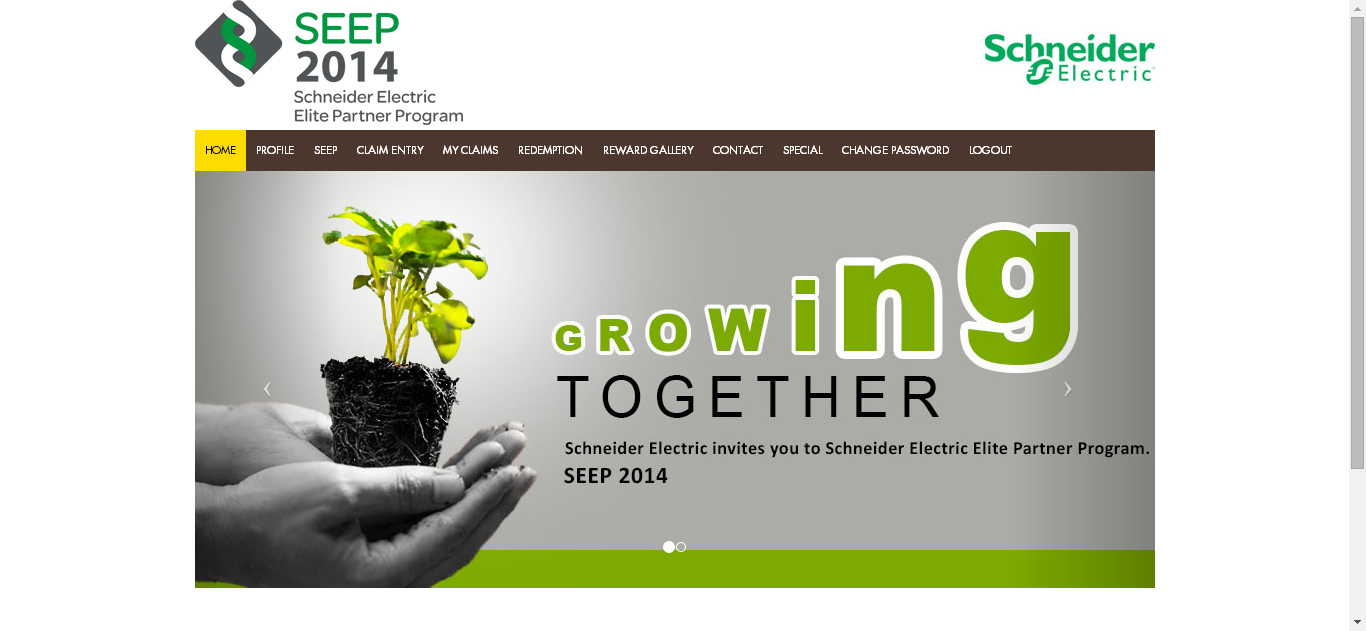 SEEP
2014
Schneider Electric
Elite Partner Program
Schneider
Electric
HOME PROFILE SEEP CLAIM ENTRY MY CLAIMS REDEMPTION REWARD GALLERY CONTACT SPECIAL CHANGE PASSWORD LOGOUT
GROWing
TOGETHER
Schneider Electric invites you to Schneider Electric Elite Partner Program.
SEEP 2014